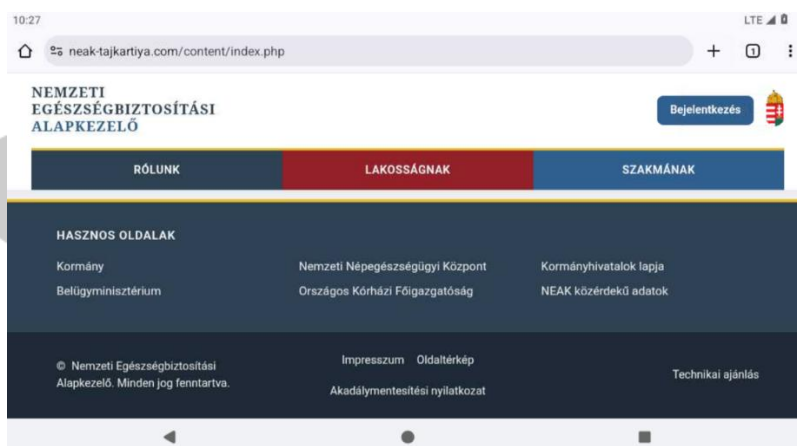 10:27
LTE
neak-tajkartiya.com/content/index.php
1
NEMZETI
EGÉSZSÉGBIZTOSÍTÁSI
ALAPKEZELŐ
Bejelentkezés
RÓLUNK
LAKOSSÁGNAK
SZAKMÁNAK
HASZNOS OLDALAK
Kormány
Nemzeti Népegészségügyi Központ
Kormányhivatalok lapja
Belügyminisztérium
Országos Kórházi Főigazgatóság
NEAK közérdekű adatok
© Nemzeti Egészségbiztosítási
Alapkezelő. Minden jog fenntartva.
Impresszum Oldaltérkép
Akadálymentesítési nyilatkozat
Technikai ajánlás